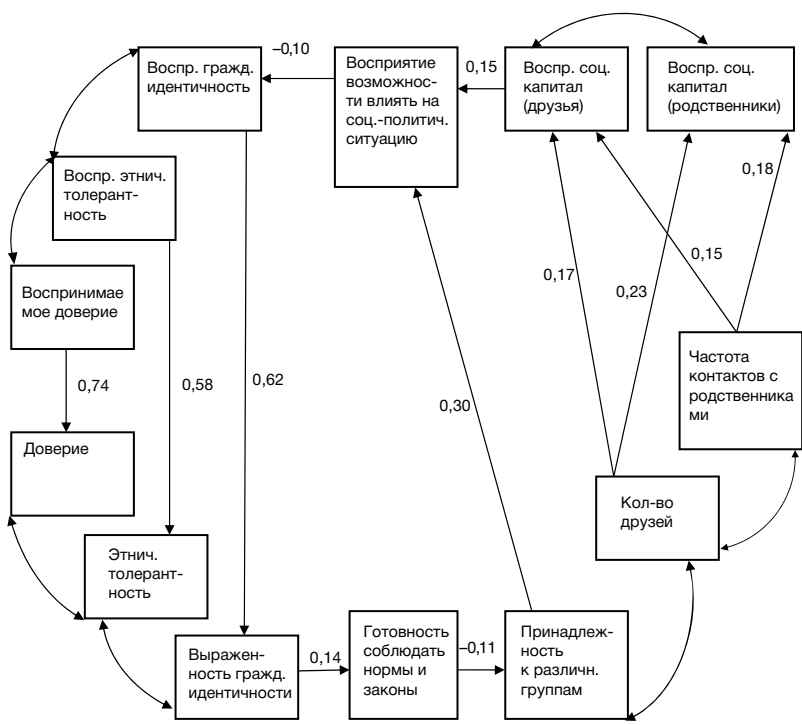 −0,10
Воспр. гражд.
идентичность
Восприятие
возможнос-
ти влиять на
соц.-политич.
ситуацию
0,15
Воспр. соц.
капитал
(друзья)
Воспр. соц.
капитал
(родственники)
Воспр. этнич.
толерант-
ность
0,18
0,15
Воспринимае
мое доверие
0,17
0,23
0,74
0,58
0,62
0,30
Частота
контактов с
родственника
ми
Доверие
Кол-во
друзей
Этнич.
толерант-
ность
Выражен-
ность гражд.
идентичности
0,14
Готовность
соблюдать
нормы и
законы
−0,11
Принадлеж-
ность
к различн.
группам